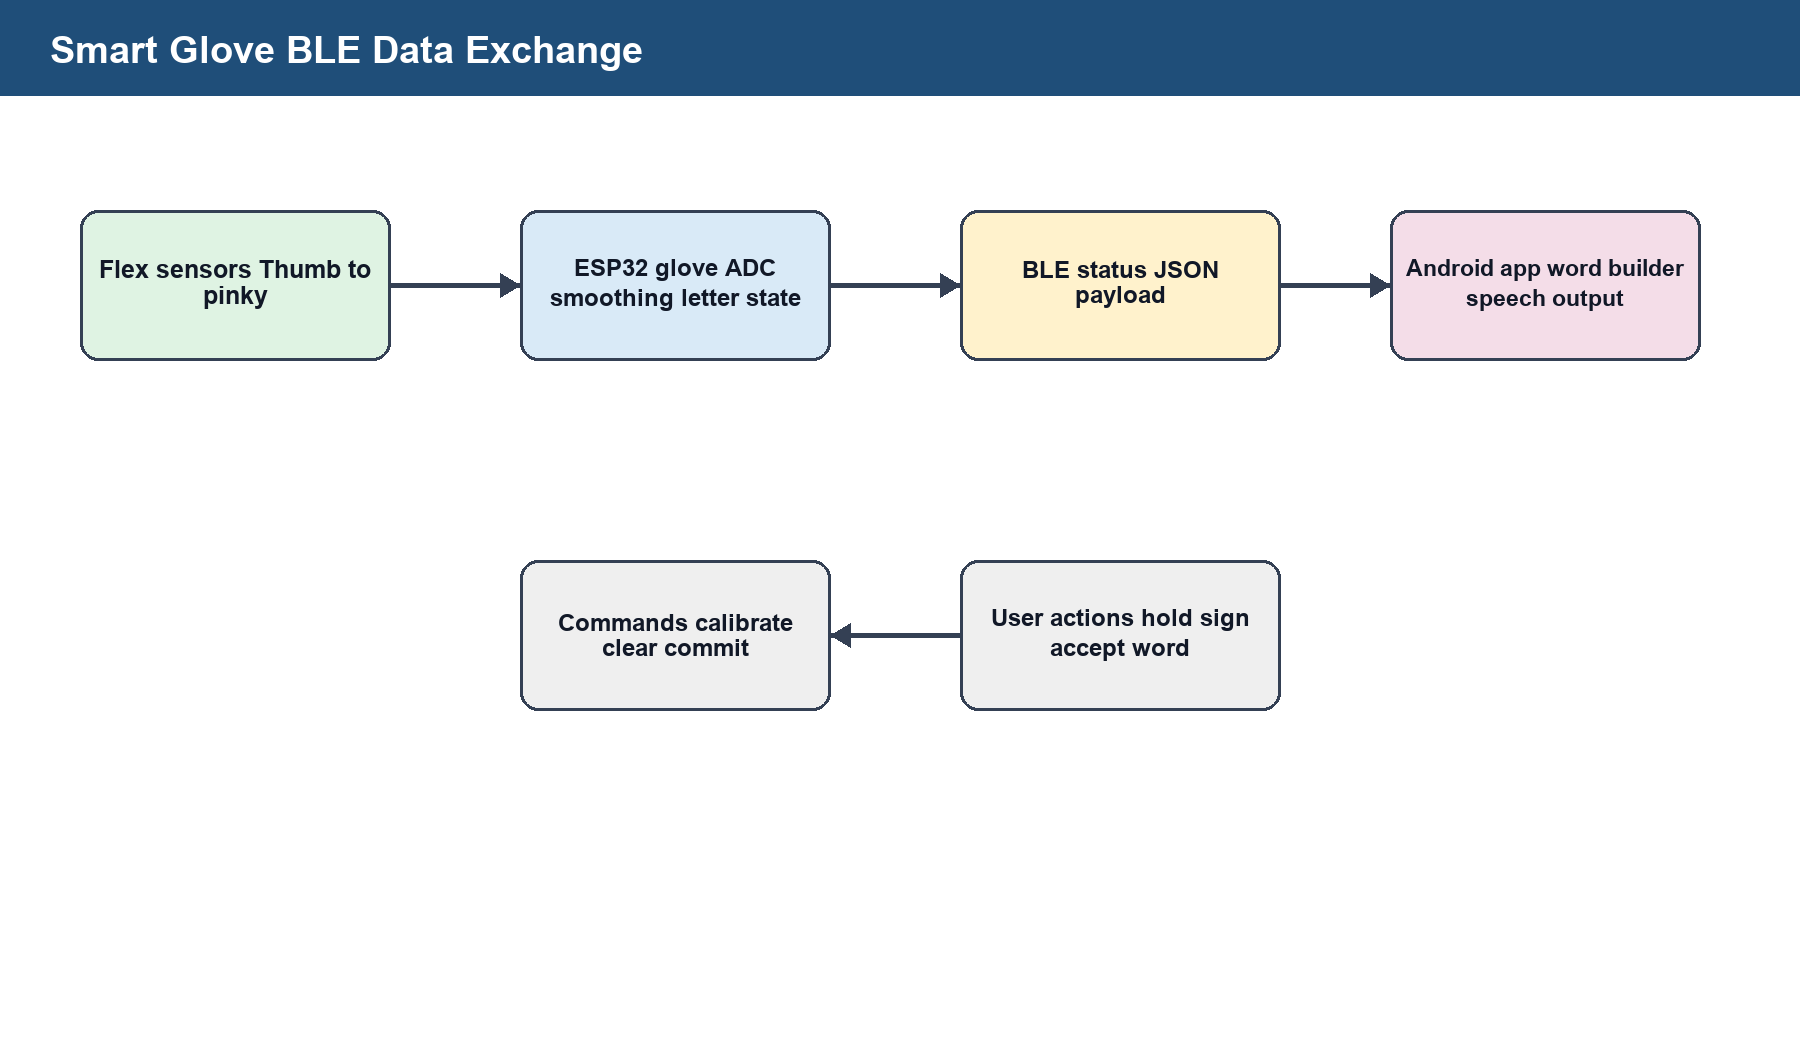 Smart Glove BLE Data Exchange
Flex sensors Thumb to
pinky
ESP32 glove ADC
smoothing letter state
BLE status JSON
payload
Android app word builder
speech output
Commands calibrate
clear commit
User actions hold sign
accept word